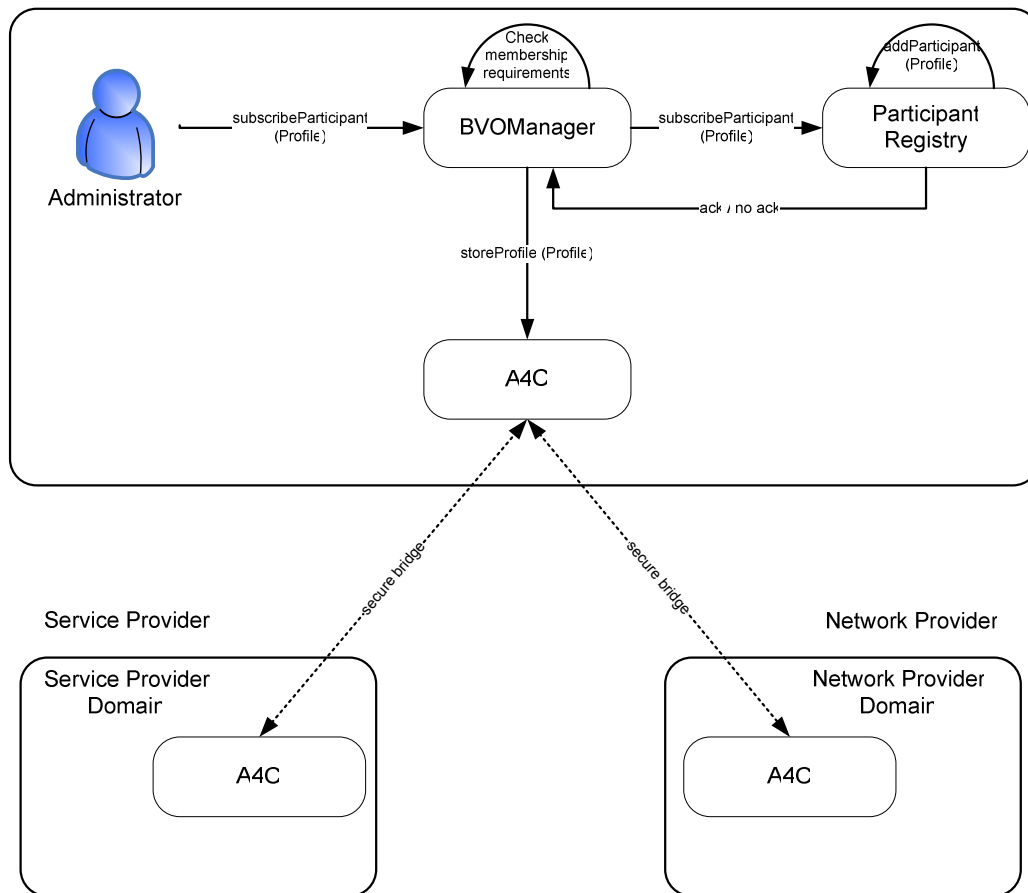 Check
membership
requirements
addParticipant
(Profile)
subscribeParticipant
(Profile)
BVOManager
subscribeParticipant
(Profile)
Participant
Registry
Administrator
ack / no ack
storeProfile (Profile)
A4C
secure bridge
secure bridge
Service Provider
Network Provider
Service Provider
Domain
Network Provider
Domain
A4C
A4C